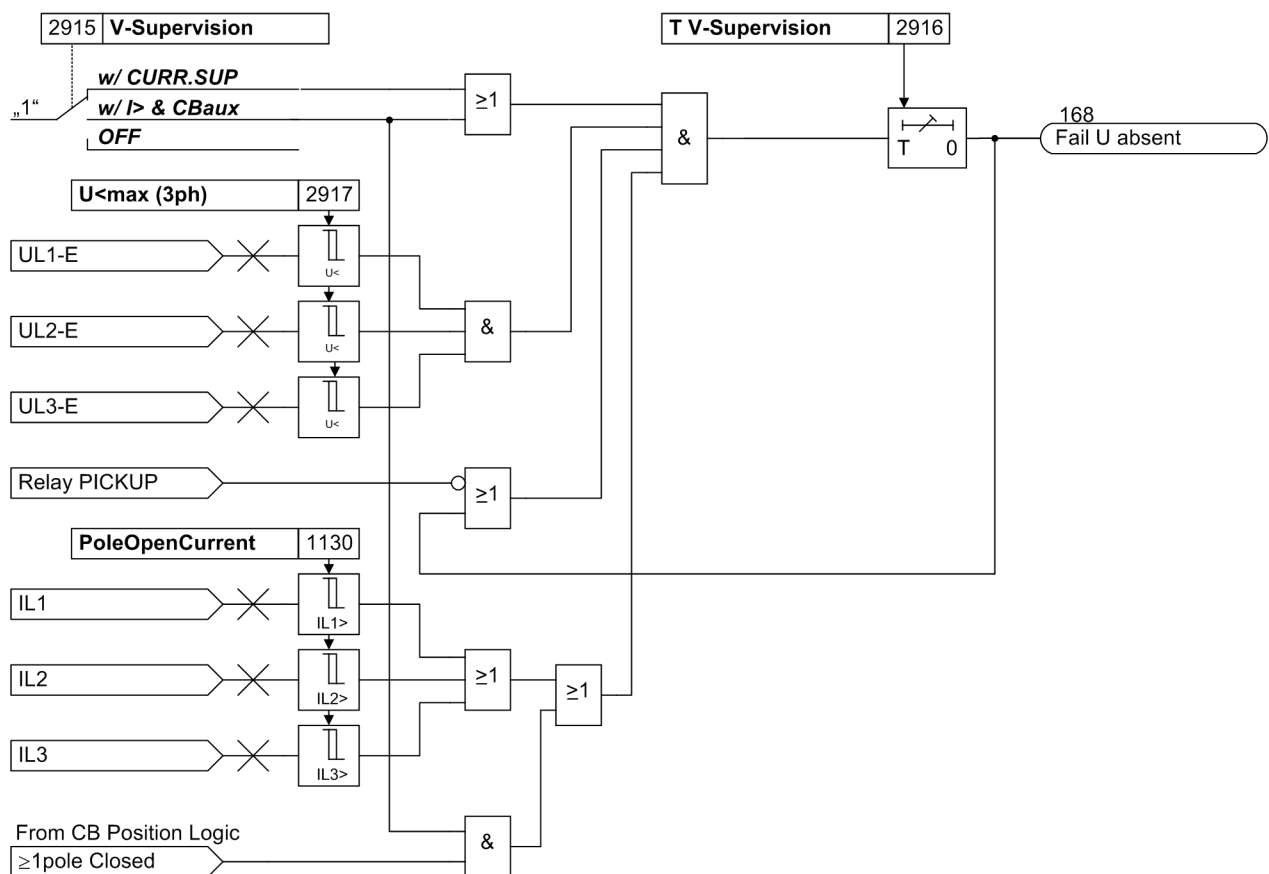 2915 V-Supervision
T V-Supervision 2916
w/ CURR.SUP
w/ I> & CBaux
OFF
„1“
≥1
&
T 0
168
Fail U absent
U<max (3ph) 2917
UL1-E
U<
UL2-E
U<
&
UL3-E
U<
Relay PICKUP
≥1
PoleOpenCurrent 1130
IL1
IL1>
IL2
IL2>
≥1
≥1
IL3
IL3>
From CB Position Logic
≥1pole Closed
&